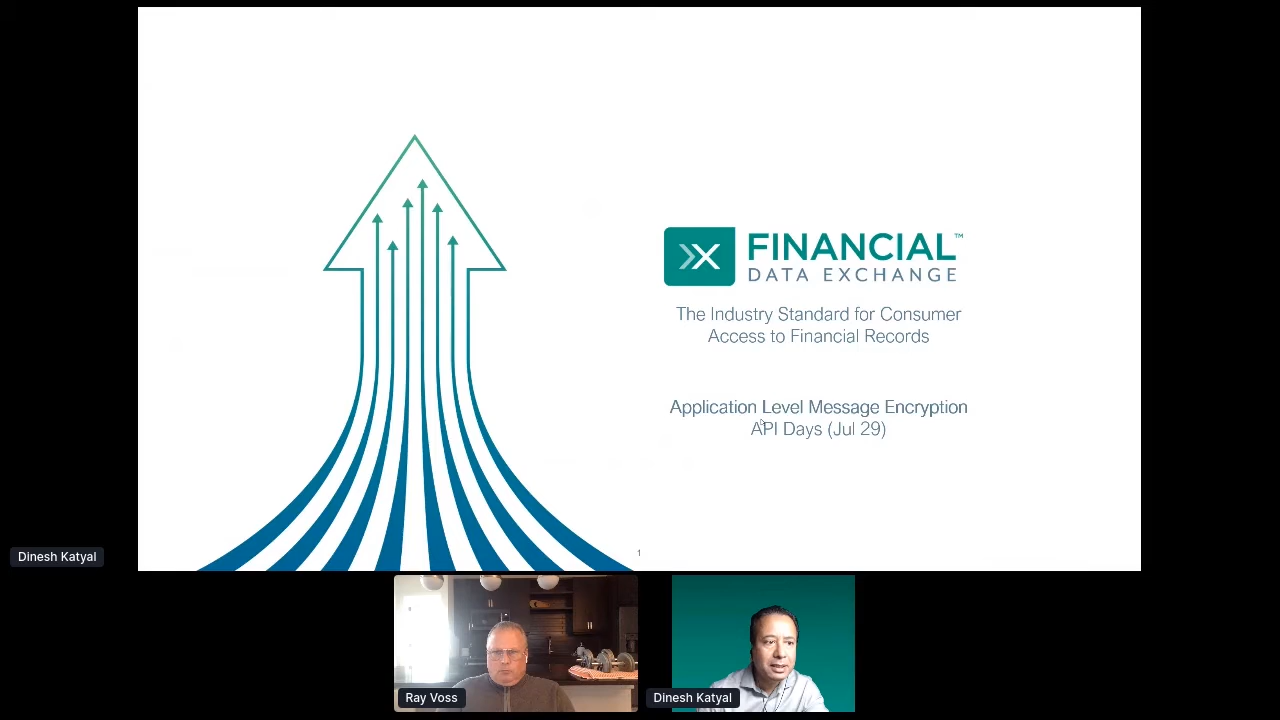 FINANCIAL™
DATA EXCHANGE
The Industry Standard for Consumer
Access to Financial Records
Application Level Message Encryption
API Days (Jul 29)
1
Dinesh Katyal
Ray Voss
Dinesh Katyal